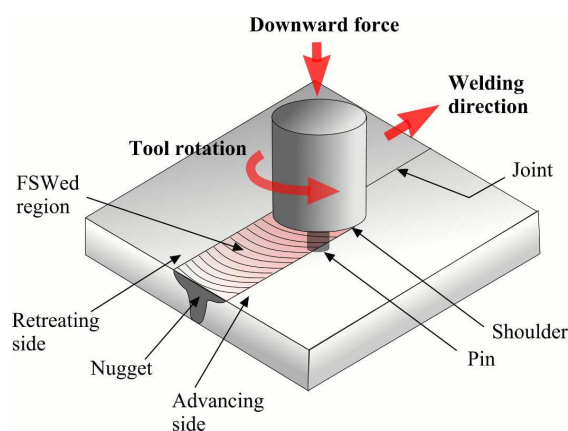 Downward force
Welding
direction
Tool rotation
Joint
FSWed
region
Retreating
side
Shoulder
Nugget
Pin
Advancing
side